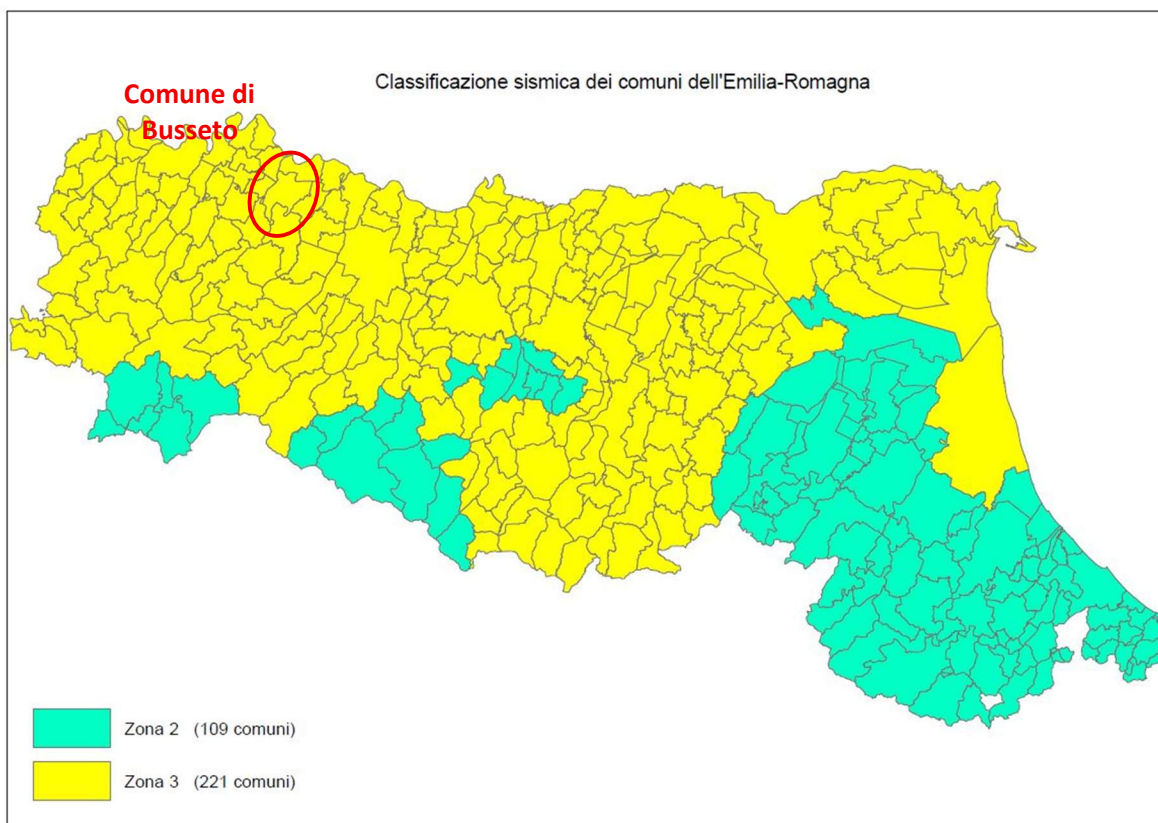 Classificazione sismica dei comuni dell'Emilia-Romagna
Comune di
Busseto
Zona 2 (109 comuni)
Zona 3 (221 comuni)